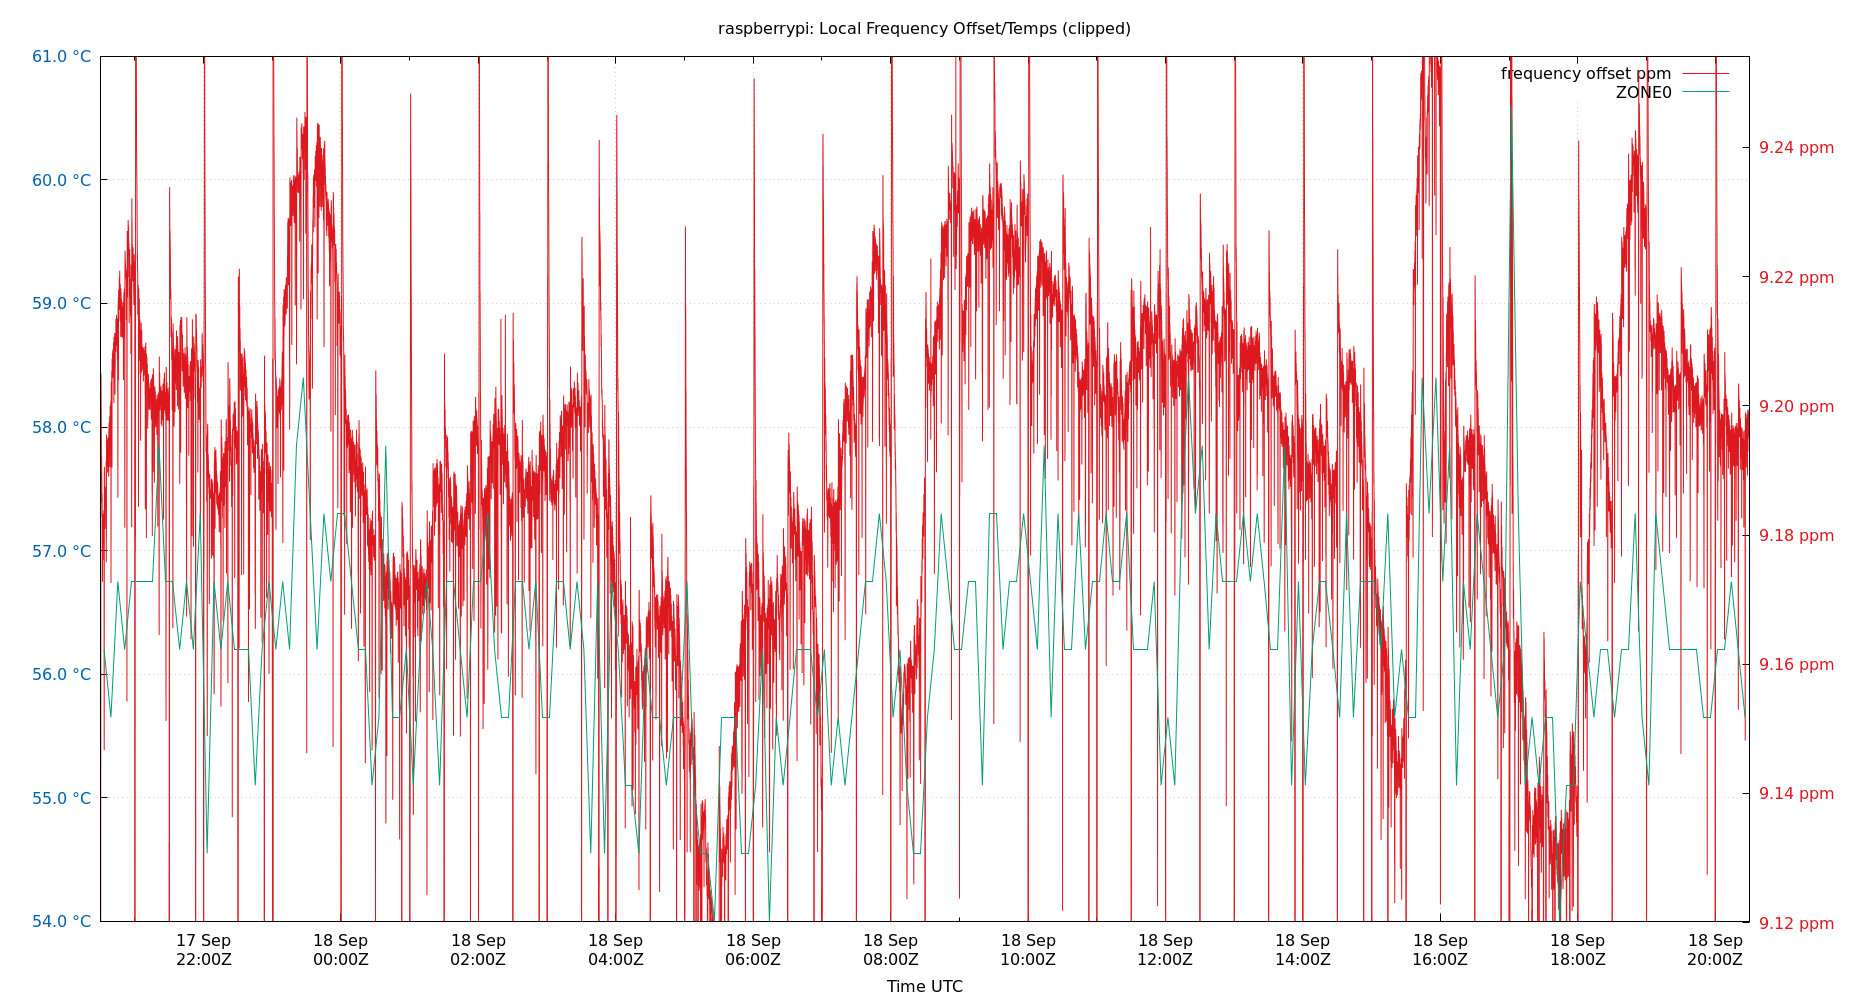 raspberrypi: Local Frequency Offset/Temps (clipped)
61.0 °C
60.0 °C
59.0 °C
58.0 °C
57.0 °C
56.0 °C
55.0 °C
54.0 °C
frequency offset ppm
ZONE0
9.24 ppm
9.22 ppm
9.20 ppm
9.18 ppm
9.16 ppm
9.14 ppm
9.12 ppm
17 Sep 18 Sep 18 Sep 18 Sep 18 Sep 18 Sep 18 Sep 18 Sep 18 Sep 18 Sep 18 Sep 18 Sep
22:00Z 00:00Z 02:00Z 04:00Z 06:00Z 08:00Z 10:00Z 12:00Z 14:00Z 16:00Z 18:00Z 20:00Z
Time UTC